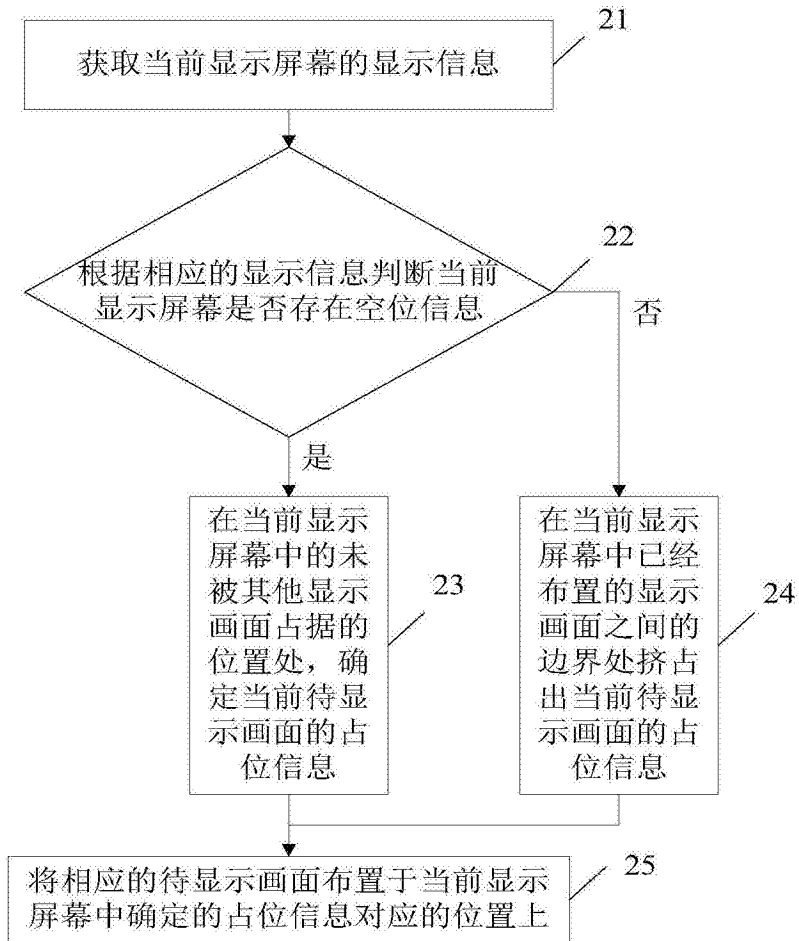 21
获取当前显示屏幕的显示信息
22
根据相应的显示信息判断当前
显示屏幕是否存在空位信息
否
是
在当前显示
屏幕中的未
被其他显示
画面占据的
位置处，确
定当前待显
示画面的占
位信息
23
在当前显示
屏幕中已经
布置的显示
画面之间的
边界处挤占
出当前待显
示画面的占
位信息
24
25
将相应的待显示画面布置于当前显示
屏幕中确定的占位信息对应的位置上